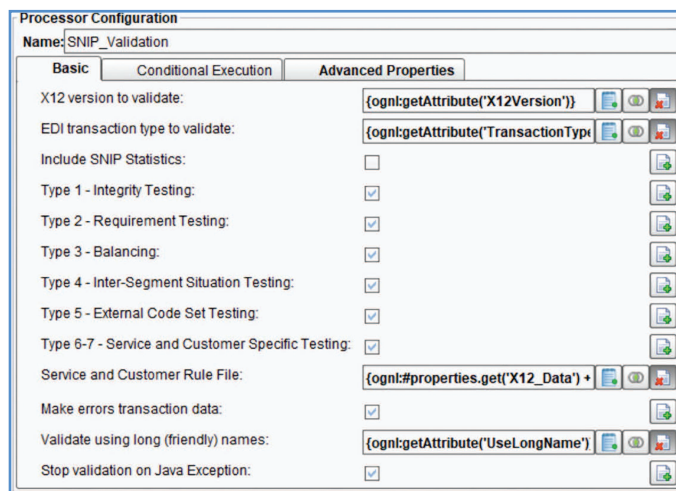 Processor Configuration
Name: SNIP_Validation
Basic Conditional Execution Advanced Properties
X12 version to validate: {ognl:getAttribute('X12Version')}
EDI transaction type to validate: {ognl:getAttribute('TransactionType
Include SNIP Statistics:
Type 1 - Integrity Testing:
Type 2 - Requirement Testing:
Type 3 - Balancing:
Type 4 - Inter-Segment Situation Testing:
Type 5 - External Code Set Testing:
Type 6-7 - Service and Customer Specific Testing:
Service and Customer Rule File: {ognl:#properties.get('X12_Data') +
Make errors transaction data:
Validate using long (friendly) names: {ognl:getAttribute('UseLongName')
Stop validation on Java Exception: